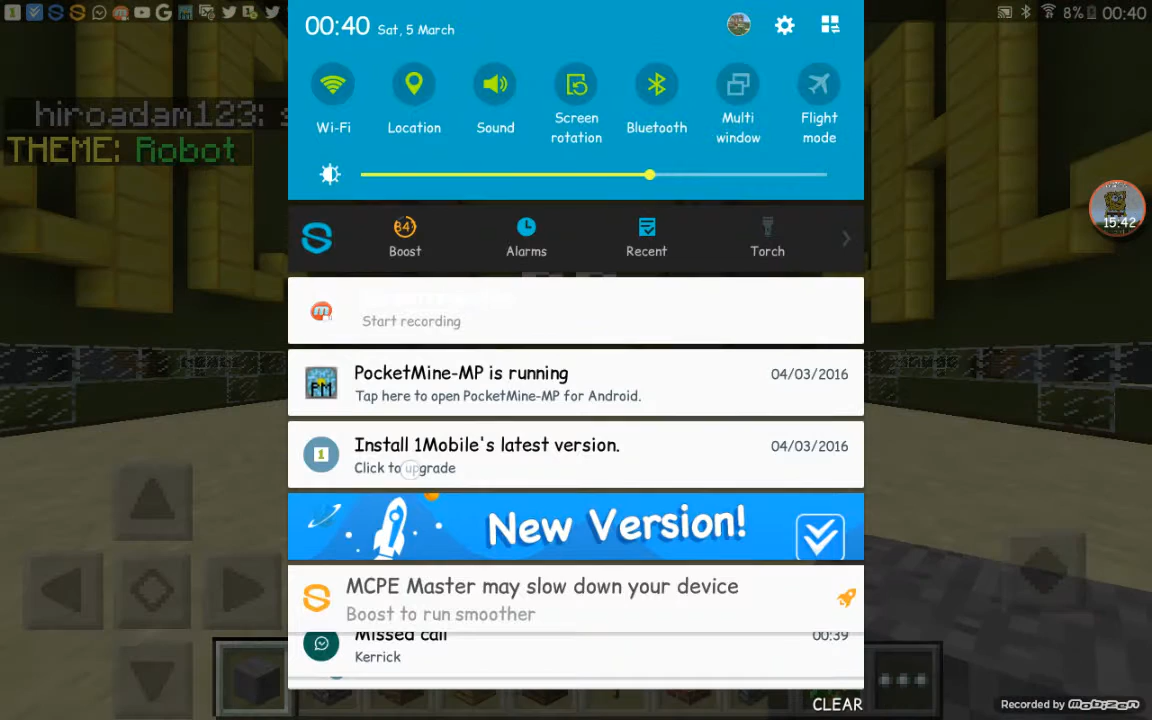 8% 00:40
00:40 Sat, 5 March
hiroadam123: s
THEME: Robot
Wi-Fi
Location
Sound
Screen rotation
Bluetooth
Multi window
Flight mode
15:42
84
Boost
Alarms
Recent
Torch
Start recording
PocketMine-MP is running 04/03/2016
Tap here to open PocketMine-MP for Android.
Install 1Mobile's latest version. 04/03/2016
Click to upgrade
New Version!
MCPE Master may slow down your device
Boost to run smoother
Missed call 00:39
Kerrick
CLEAR
Recorded by mobizen